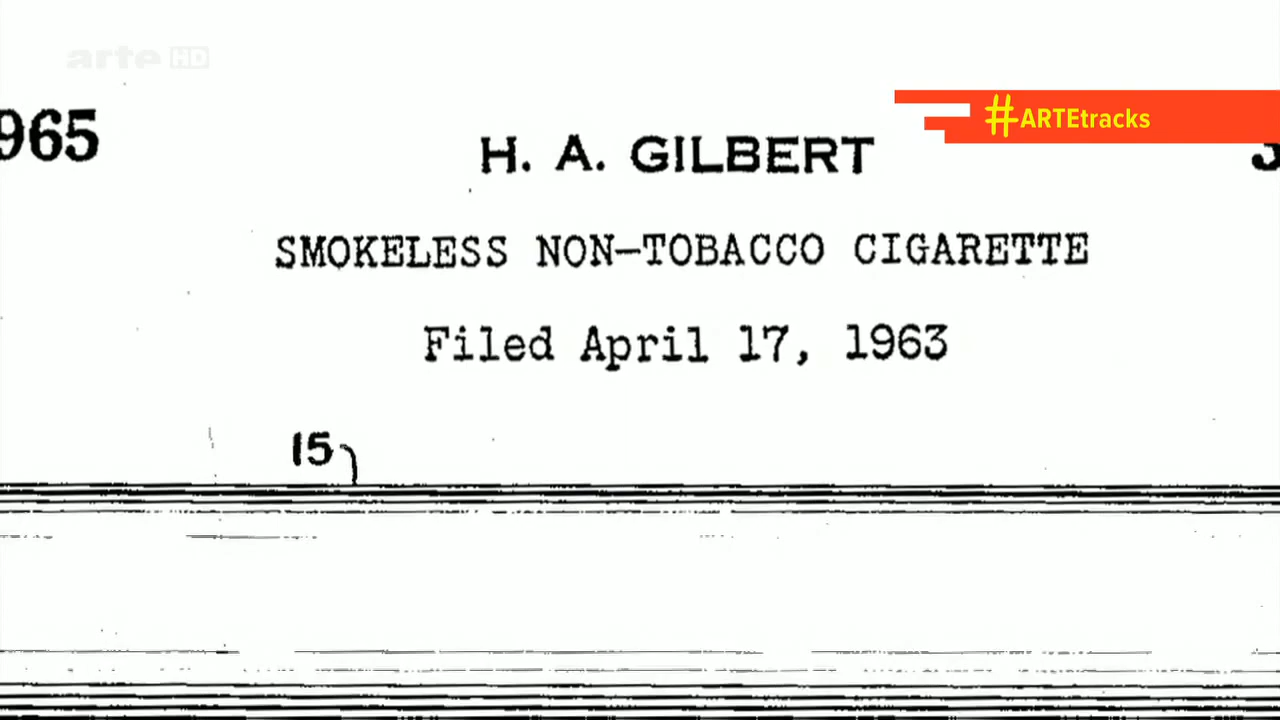 arte HD
#ARTEtracks
965
H. A. GILBERT
SMOKELESS NON-TOBACCO CIGARETTE
Filed April 17, 1963
15